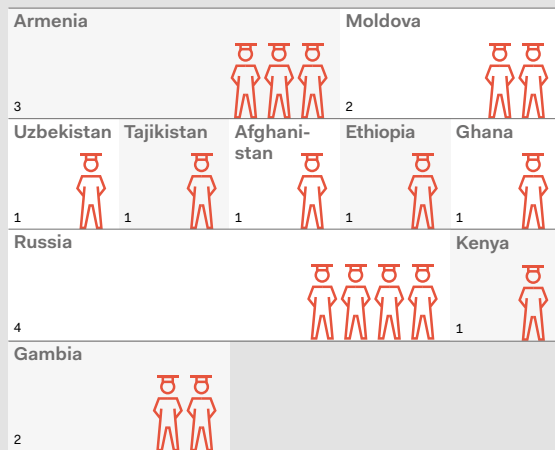 Armenia
Moldova
3
2
Uzbekistan
Tajikistan
Afghani-
stan
Ethiopia
Ghana
1
1
1
1
1
Russia
Kenya
4
1
Gambia
2